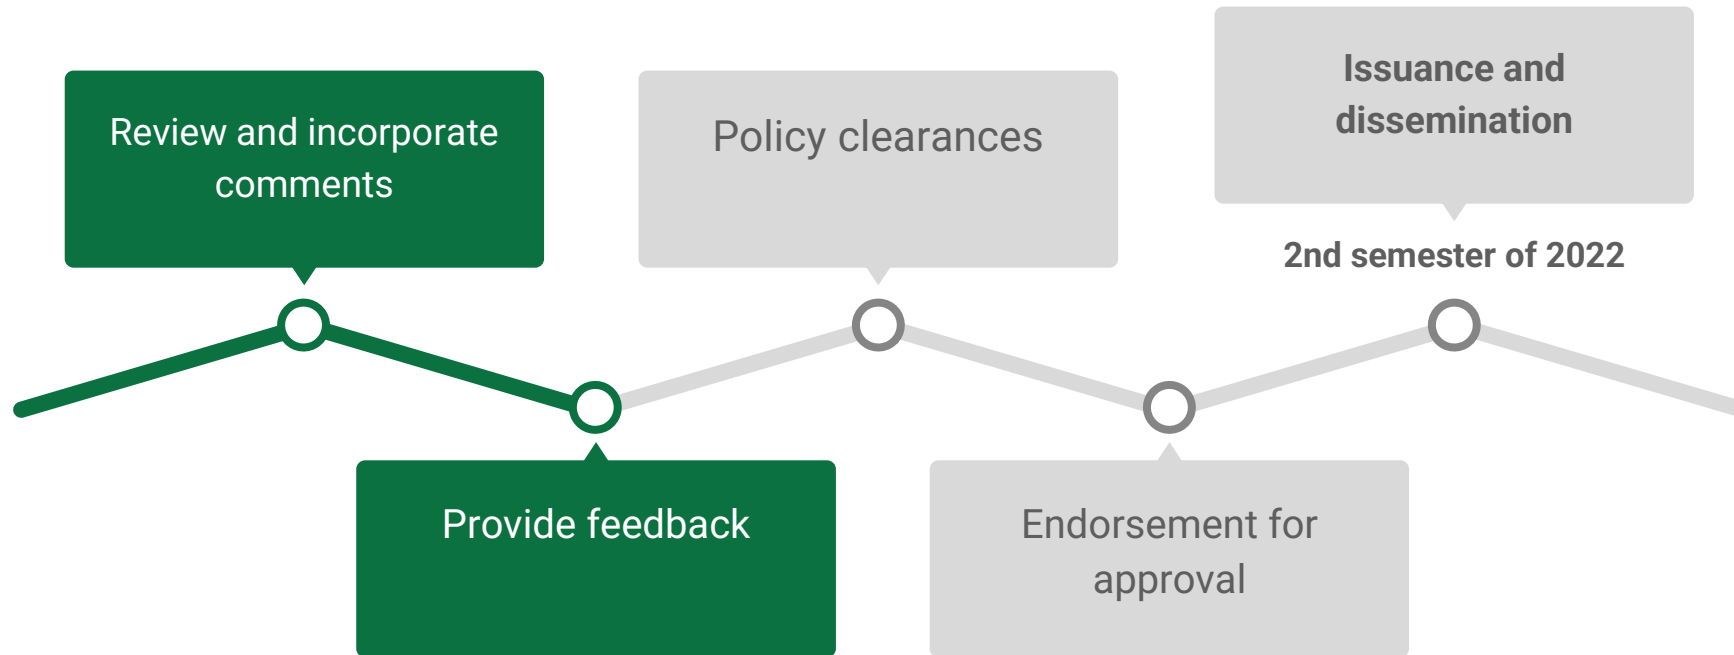 Review and incorporate
comments
Provide feedback
Policy clearances
Endorsement for
approval
Issuance and
dissemination
2nd semester of 2022